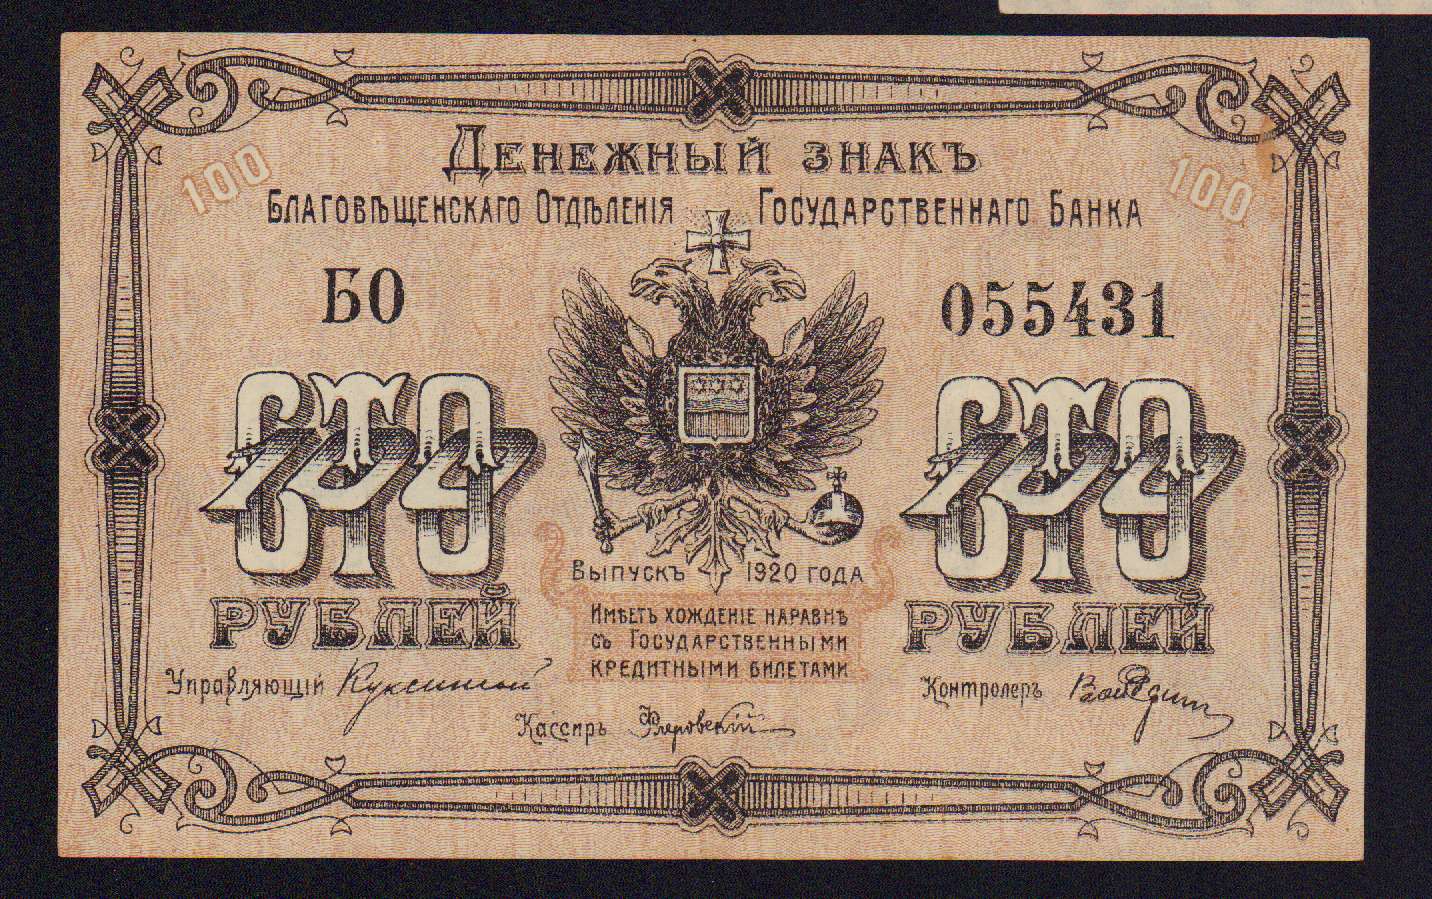 Денежный знакъ
100
100
Благовѣщенскаго Отдѣленія Государственнаго Банка
БО
055431
СТО
СТО
Выпускъ 1920 года
РУБЛЕЙ
РУБЛЕЙ
Имѣетъ хожденіе наравнѣ
съ Государственными
кредитными билетами
Управляющій
Контролеръ
Кассиръ Флеровскій